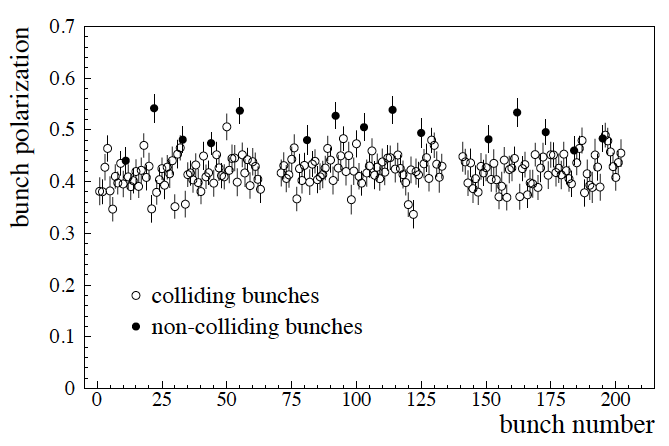 bunch polarization
0.7
0.6
0.5
0.4
0.3
0.2
0.1
0
colliding bunches
non-colliding bunches
0 25 50 75 100 125 150 175 200
bunch number